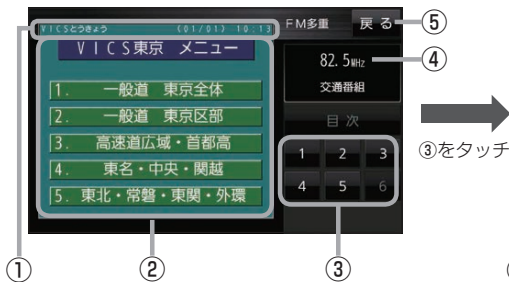 VICSとうきょう (01/01) 10:13
FM多重
戻る
⑤
VICS東京 メニュー
82.5MHz
④
交通番組
1. 一般道 東京全体
2. 一般道 東京区部
3. 高速道広域・首都高
4. 東名・中央・関越
5. 東北・常磐・東関・外環
目次
1 2 3
4 5 6
③をタッチ
① ② ③